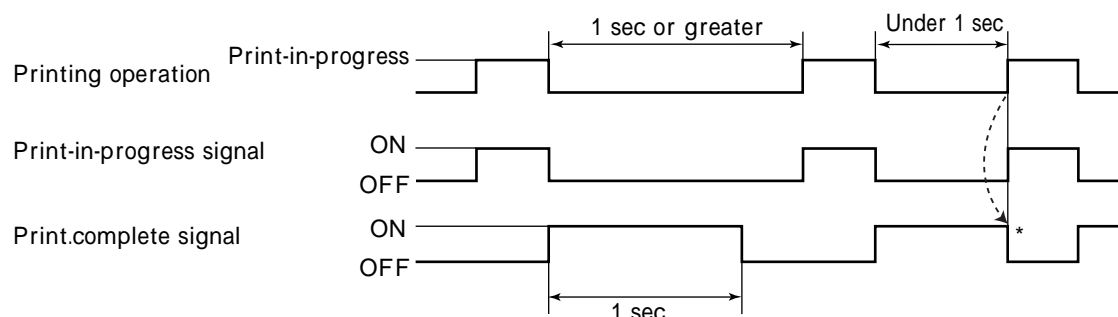 1 sec or greater
Under 1 sec
Print-in-progress
Printing operation
Print-in-progress signal
ON
OFF
Print.complete signal
ON
OFF
*
1 sec